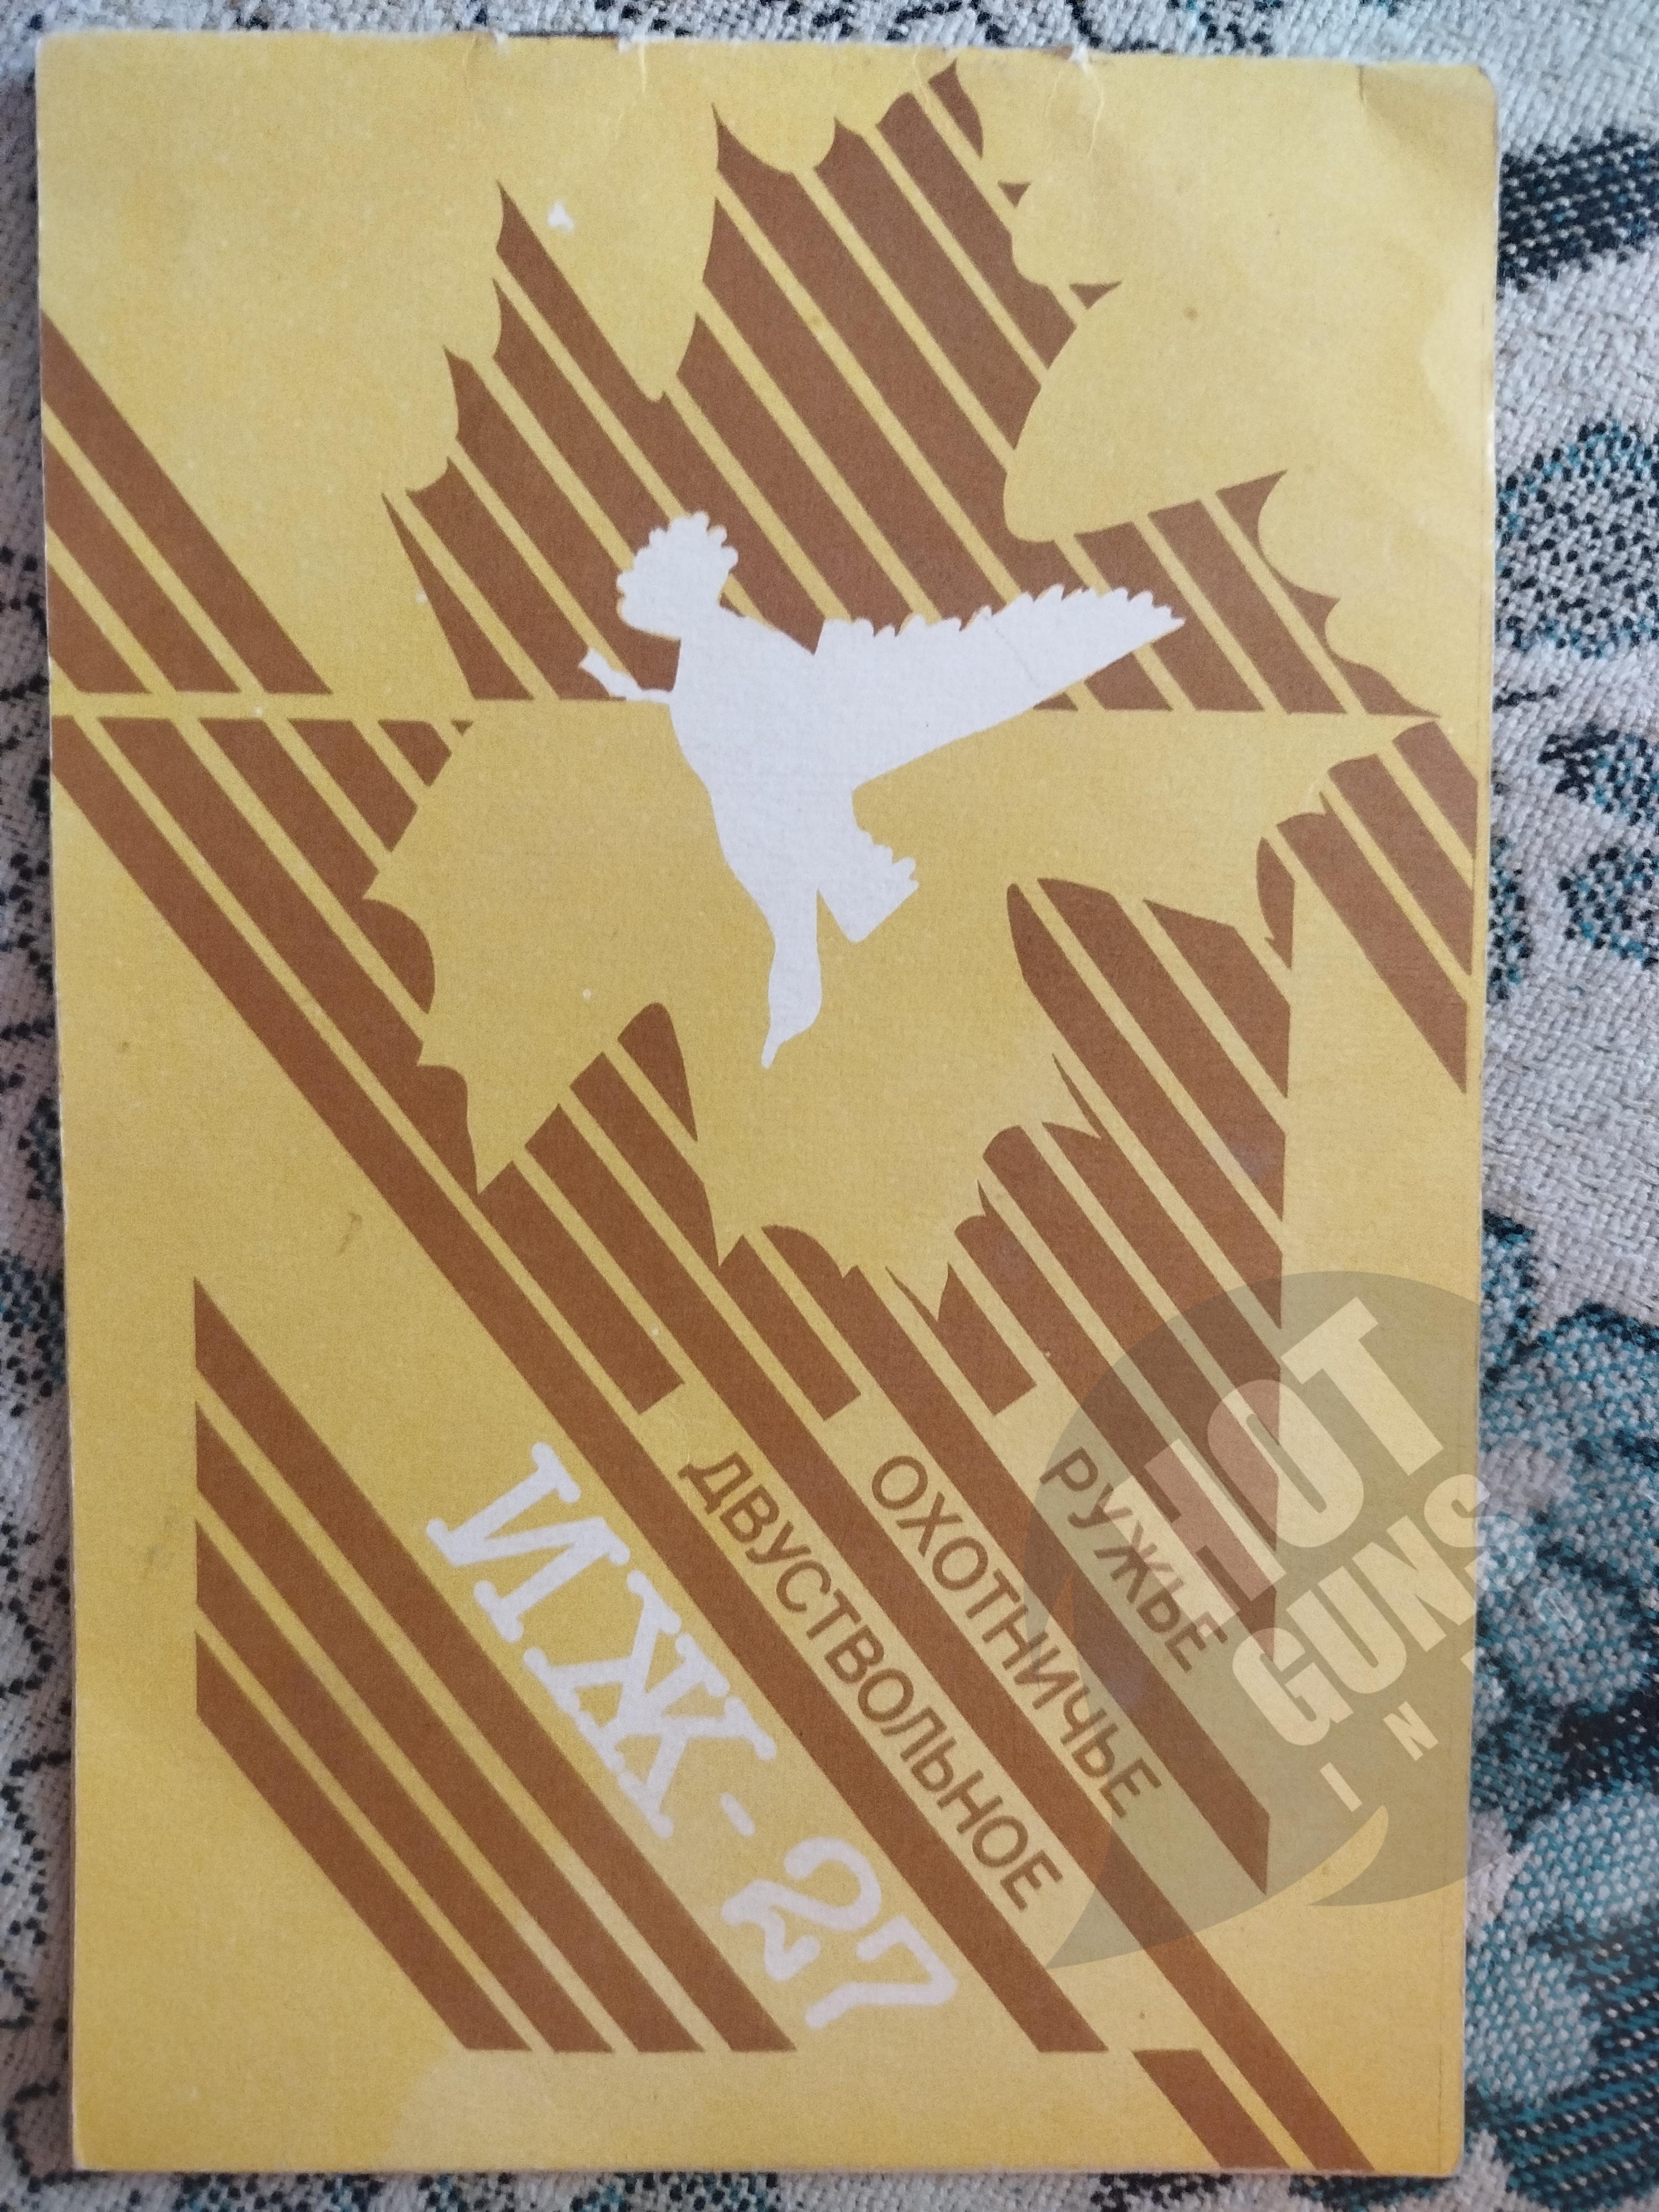 ИЖ-27
ДВУСТВОЛЬНОЕ
ОХОТНИЧЬЕ
РУЖЬЕ
HOT
GUNS